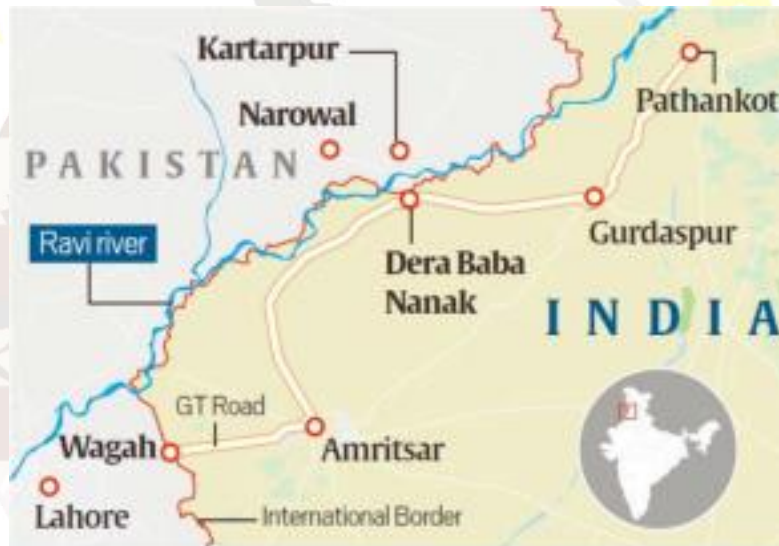 Kartarpur
Narowal
Pathankot
PAKISTAN
Ravi river
Gurdaspur
Dera Baba
Nanak
INDIA
GT Road
Wagah
Amritsar
Lahore
International Border